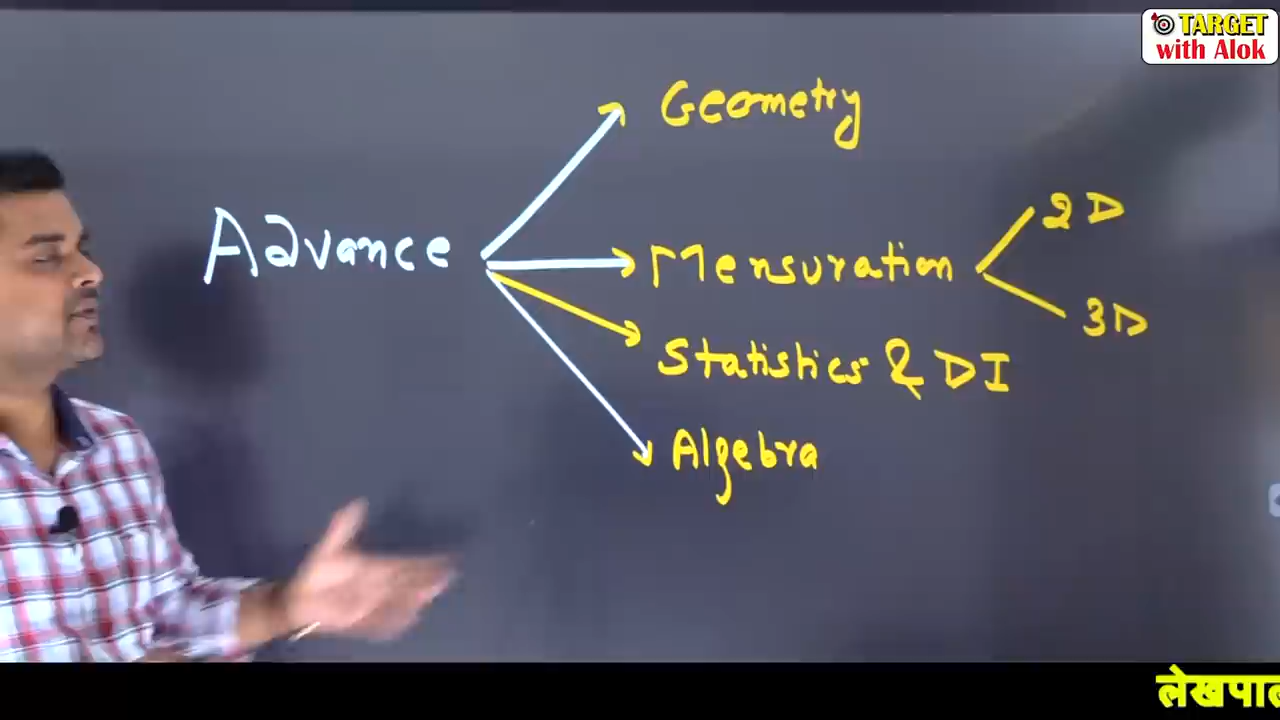 TARGET
with Alok
Geometry
Advance
Mensuration
2D
3D
Statistics & DI
Algebra
लेखपाल